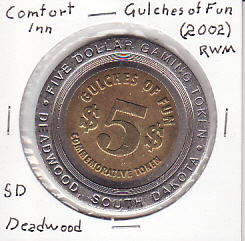 Comfort Inn — Gulches of Fun
(2002)
RWM
• FIVE DOLLAR GAMING TOKEN •
GULCHES OF FUN
$ 5 $
COMMEMORATIVE TOKEN
DEADWOOD, SOUTH DAKOTA
SD
Deadwood